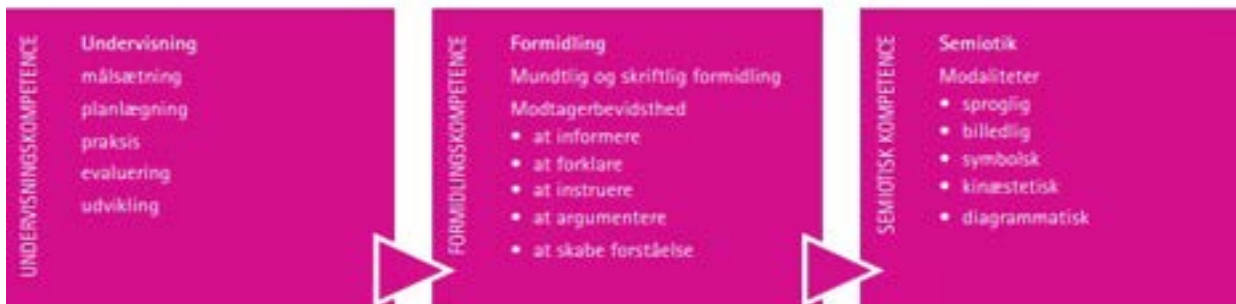 UNDERVISNINGSKOMPETENCE
Undervisning
målsætning
planlægning
praksis
evaluering
udvikling
FORMIDLINGSKOMPETENCE
Formidling
Mundtlig og skriftlig formidling
Modtagerbevidsthed
• at informere
• at forklare
• at instruere
• at argumentere
• at skabe forståelse
SEMIOTISK KOMPETENCE
Semiotik
Modaliteter
• sproglig
• billedlig
• symbolsk
• kinæstetisk
• diagrammatisk